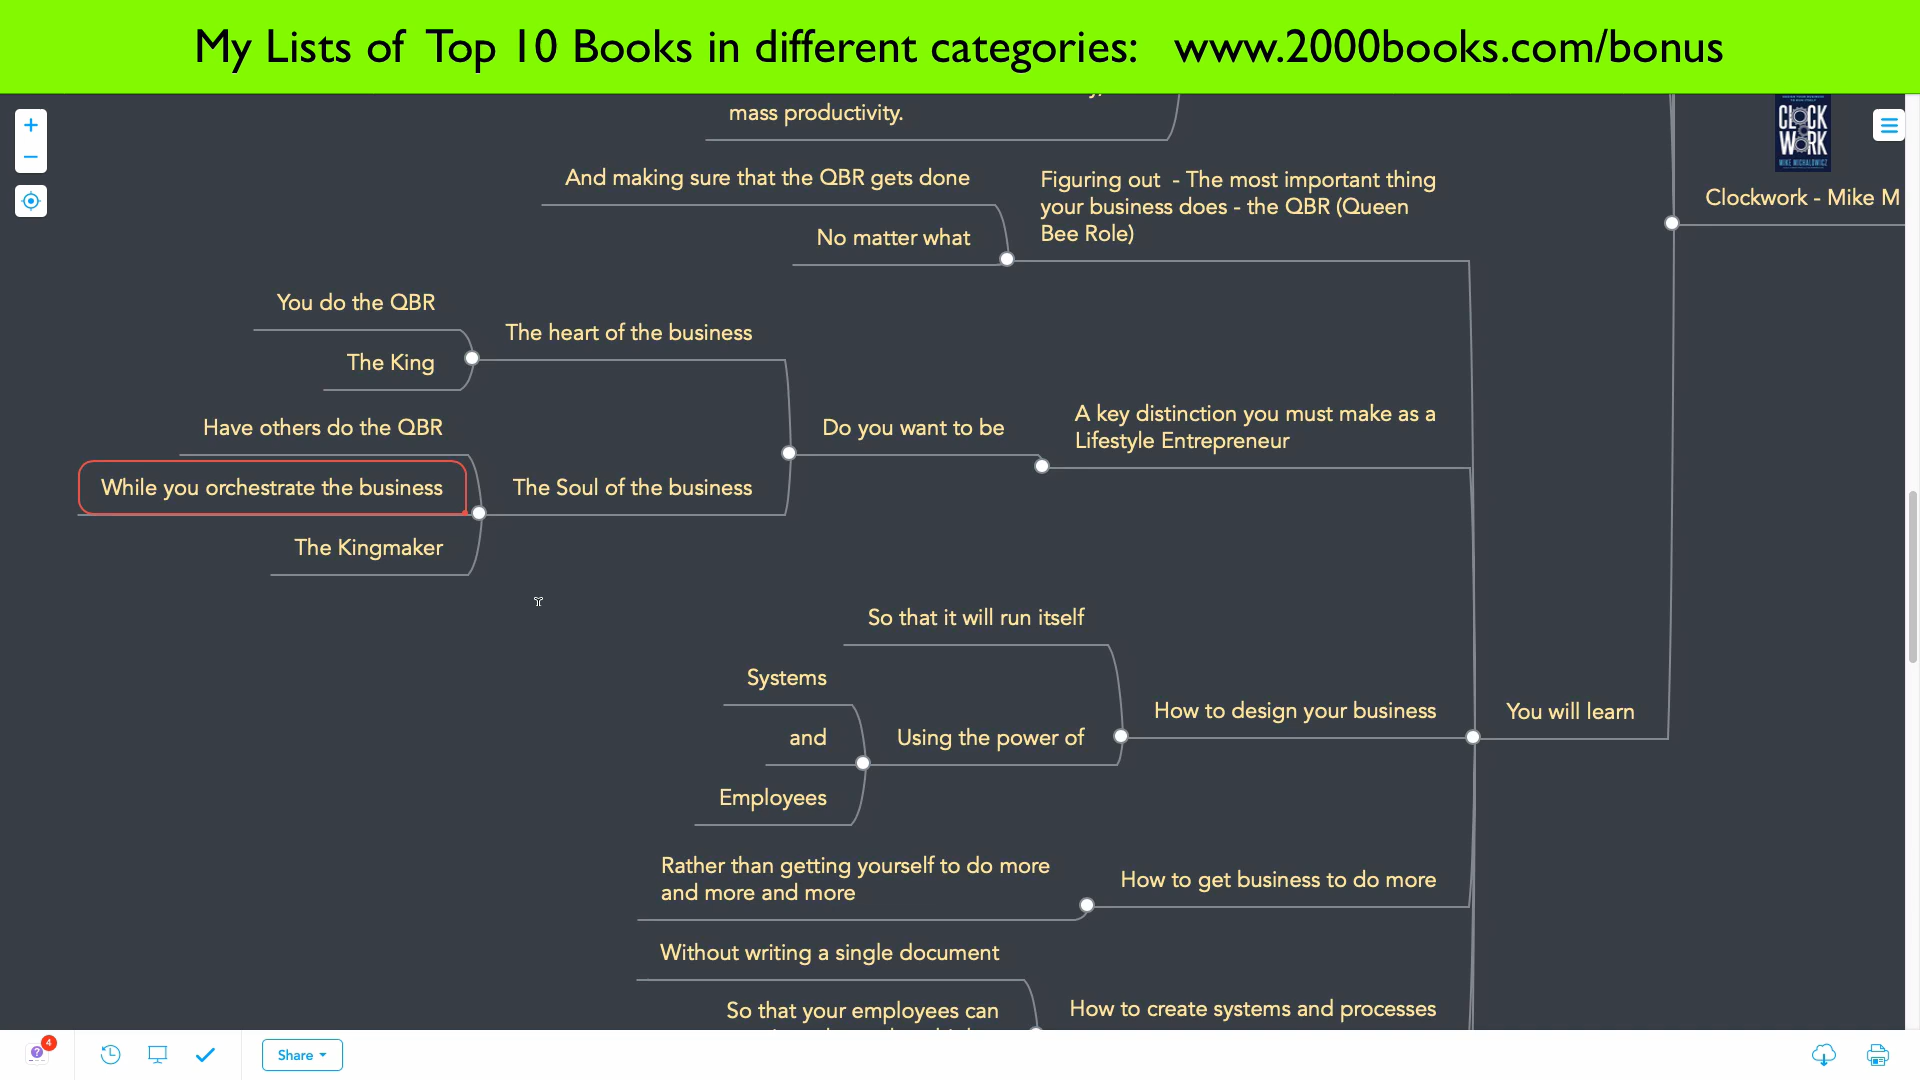 My Lists of Top 10 Books in different categories: www.2000books.com/bonus
mass productivity.
CLOCK
WORK
MIKE MICHALOWICZ
Clockwork - Mike M
And making sure that the QBR gets done
No matter what
Figuring out - The most important thing
your business does - the QBR (Queen
Bee Role)
You do the QBR
The King
The heart of the business
Have others do the QBR
While you orchestrate the business
The Kingmaker
The Soul of the business
Do you want to be
A key distinction you must make as a
Lifestyle Entrepreneur
So that it will run itself
Systems
and
Employees
Using the power of
How to design your business
You will learn
Rather than getting yourself to do more
and more and more
How to get business to do more
Without writing a single document
So that your employees can
How to create systems and processes
4
Share